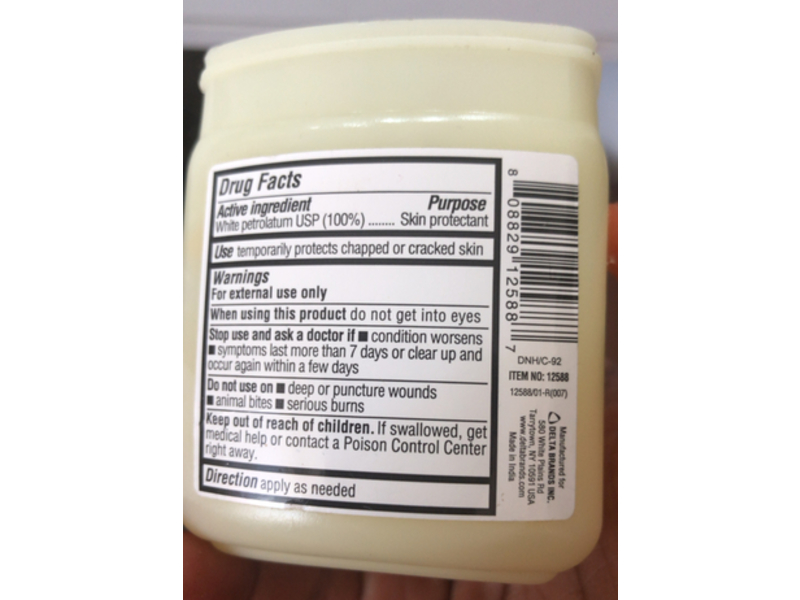 Drug Facts
Active ingredient Purpose
White petrolatum USP (100%) ......... Skin protectant
Use temporarily protects chapped or cracked skin
Warnings
For external use only
When using this product do not get into eyes
Stop use and ask a doctor if ■ condition worsens
■ symptoms last more than 7 days or clear up and
occur again within a few days
Do not use on ■ deep or puncture wounds
■ animal bites ■ serious burns
Keep out of reach of children. If swallowed, get
medical help or contact a Poison Control Center
right away.
Direction apply as needed
8 08829 12588 7
DNH/C-92
ITEM NO: 12588
12588/01-R(007)
Manufactured for
DELTA BRANDS INC.
580 White Plains Rd
Tarrytown, NY 10591 USA
www.deltabrands.com
Made in India